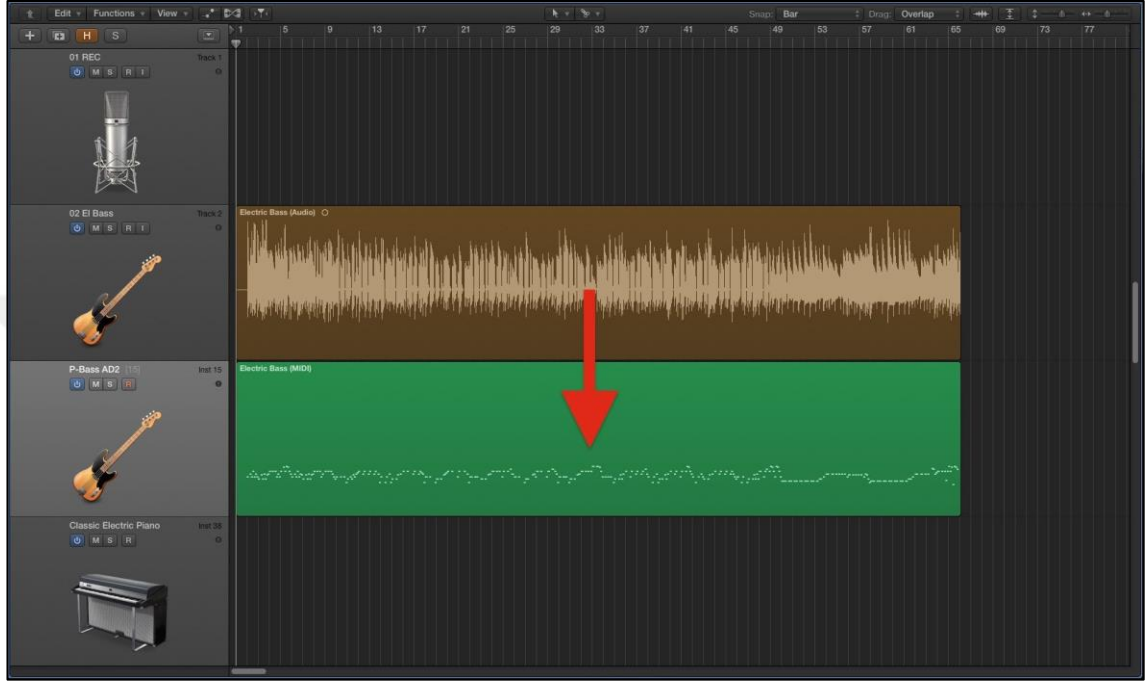 Edit Functions View Snap: Bar Drag: Overlap
H S 1 5 9 13 17 21 25 29 33 37 41 45 49 53 57 61 65 69 73 77
01 REC Track 1
M S R I
02 El Bass Track 2
M S R I
Electric Bass (Audio)
P-Bass AD2 (15) Inst 15
M S R
Electric Bass (MIDI)
Classic Electric Piano Inst 38
M S R